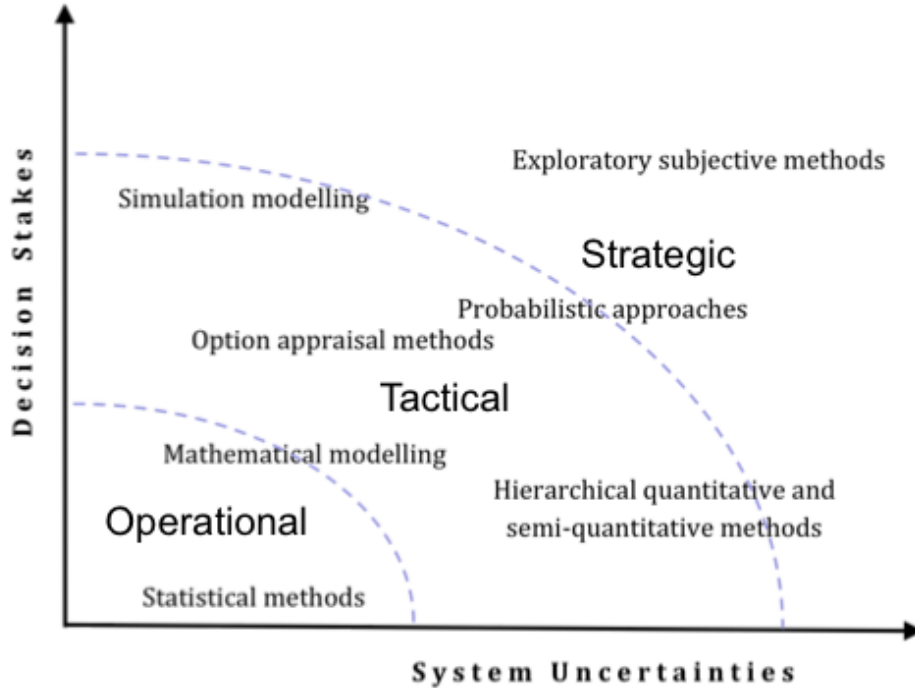 Decision Stakes
Exploratory subjective methods
Simulation modelling
Strategic
Probabilistic approaches
Option appraisal methods
Tactical
Mathematical modelling
Hierarchical quantitative and
semi-quantitative methods
Operational
Statistical methods
System Uncertainties